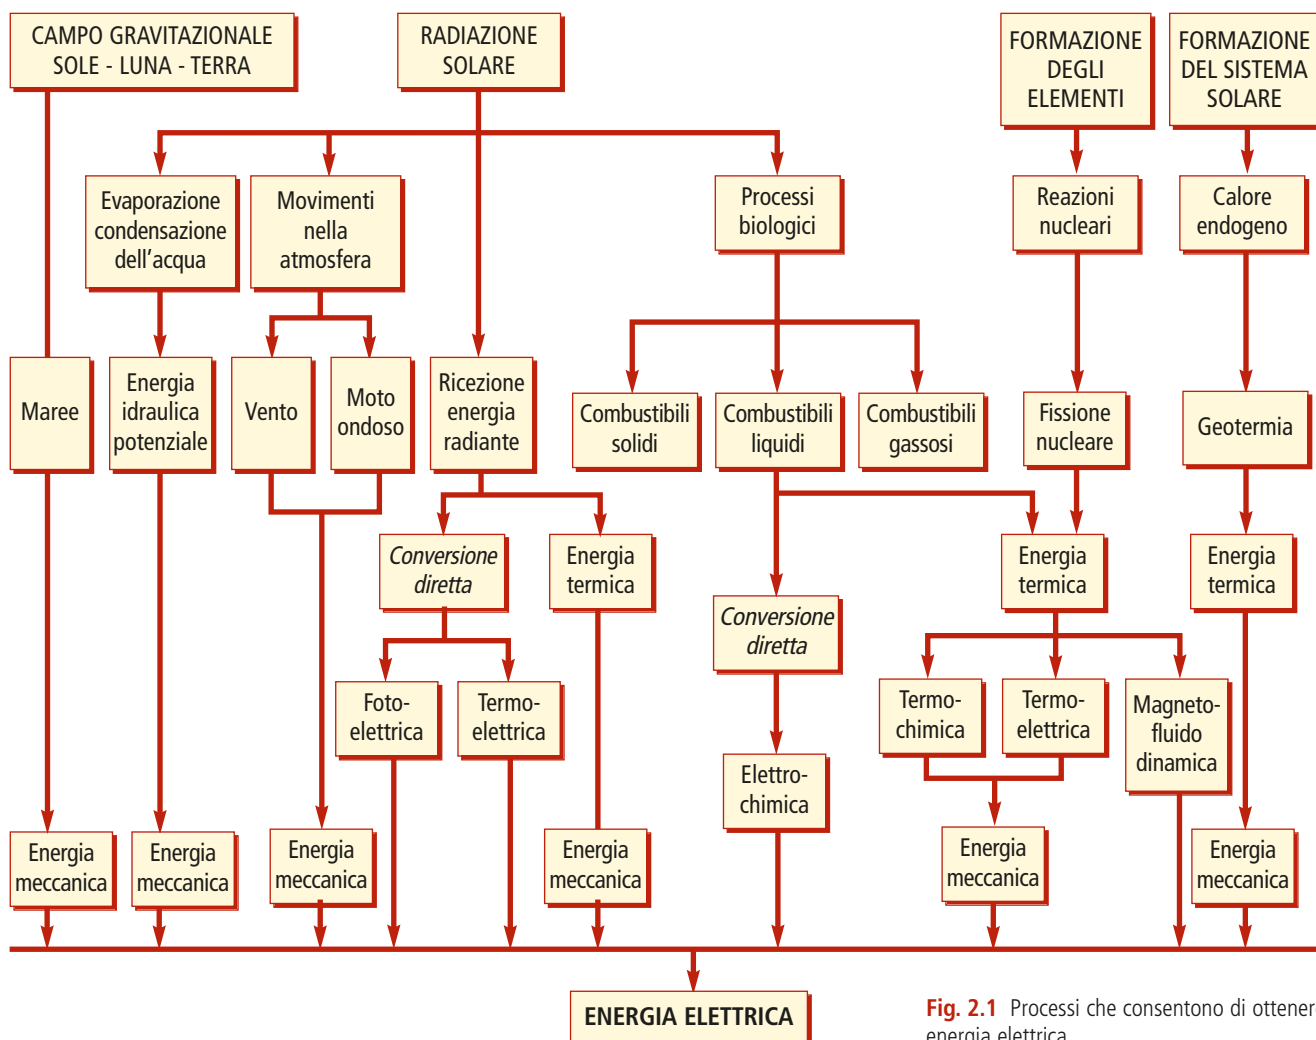 CAMPO GRAVITAZIONALE
SOLE - LUNA - TERRA
RADIAZIONE
SOLARE
FORMAZIONE
DEGLI
ELEMENTI
FORMAZIONE
DEL SISTEMA
SOLARE
Evaporazione
condensazione
dell'acqua
Movimenti
nella
atmosfera
Processi
biologici
Reazioni
nucleari
Calore
endogeno
Maree
Energia
idraulica
potenziale
Vento
Moto
ondoso
Ricezione
energia
radiante
Combustibili
solidi
Combustibili
liquidi
Combustibili
gassosi
Fissione
nucleare
Geotermia
Conversione
diretta
Energia
termica
Conversione
diretta
Energia
termica
Energia
termica
Foto-
elettrica
Termo-
elettrica
Elettro-
chimica
Termo-
chimica
Termo-
elettrica
Magneto-
fluido
dinamica
Energia
meccanica
Energia
meccanica
Energia
meccanica
Energia
meccanica
Energia
meccanica
Energia
meccanica
ENERGIA ELETTRICA
Fig. 2.1 Processi che consentono di ottener
energia elettrica